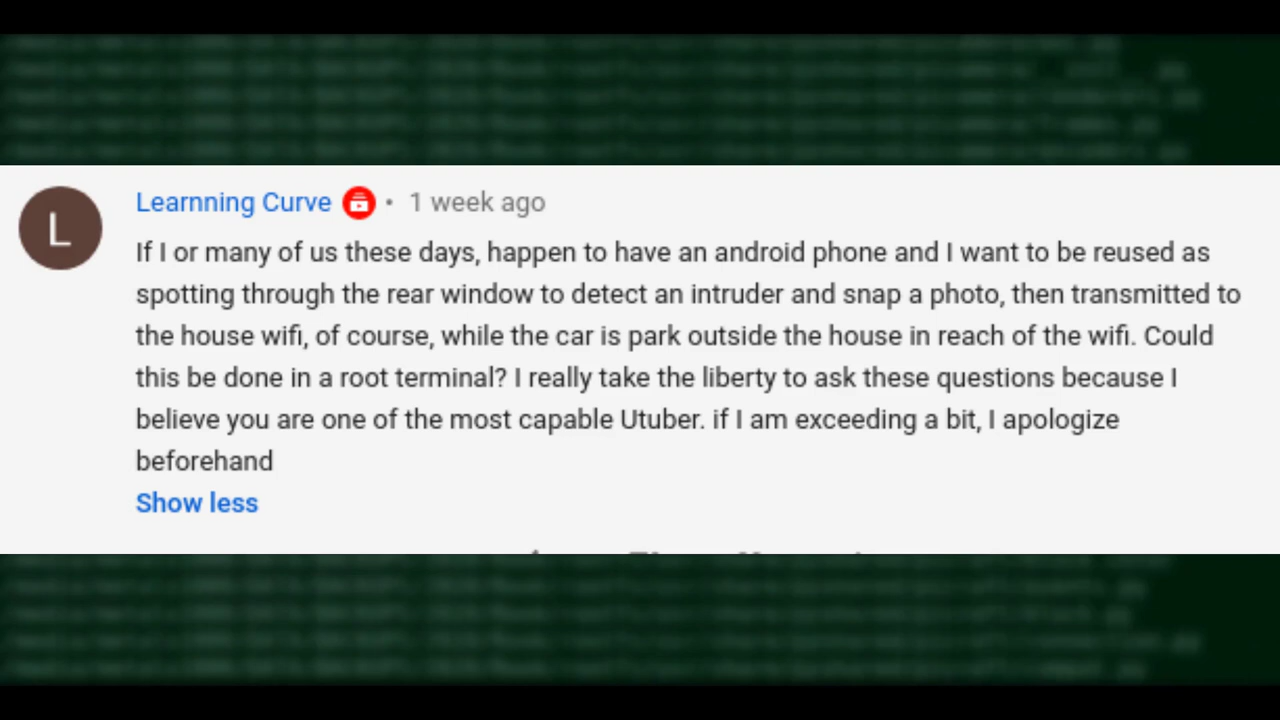 L
Learnning Curve • 1 week ago
If I or many of us these days, happen to have an android phone and I want to be reused as
spotting through the rear window to detect an intruder and snap a photo, then transmitted to
the house wifi, of course, while the car is park outside the house in reach of the wifi. Could
this be done in a root terminal? I really take the liberty to ask these questions because I
believe you are one of the most capable Utuber. if I am exceeding a bit, I apologize
beforehand
Show less